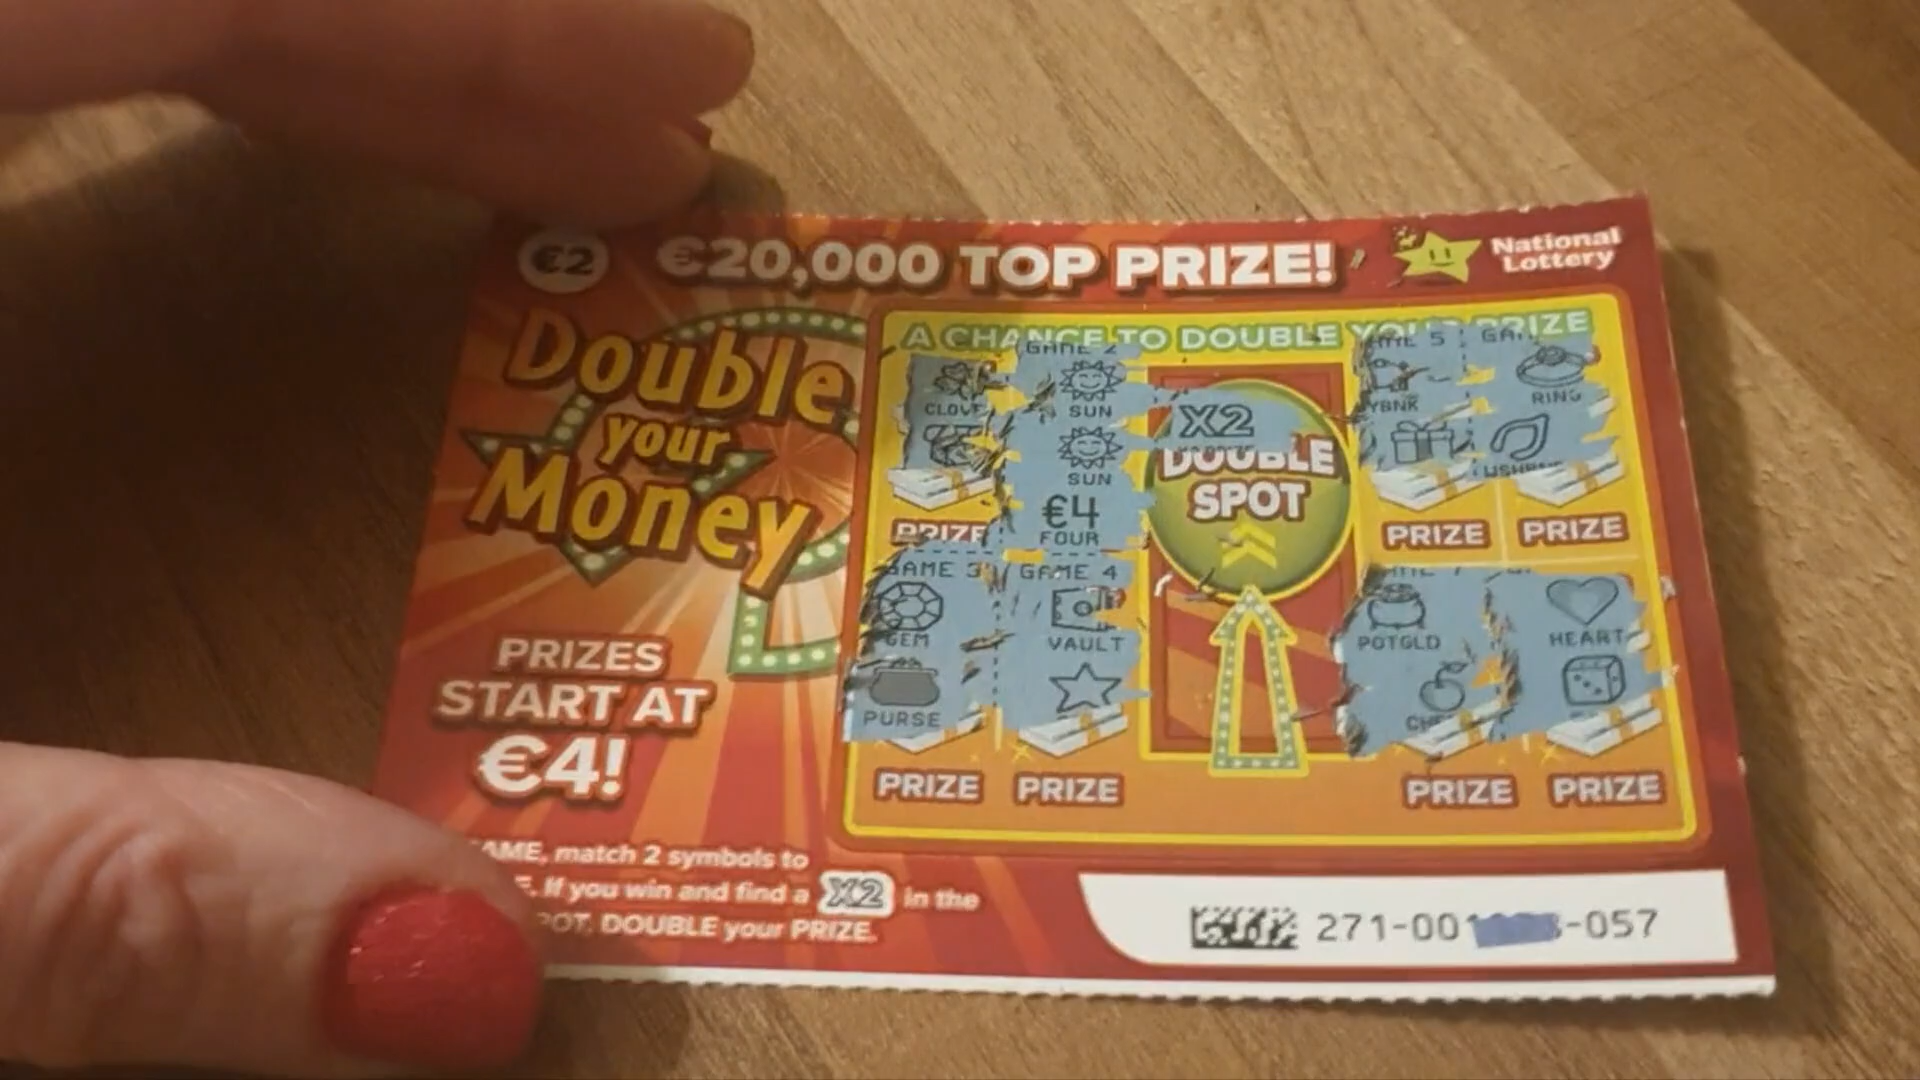 €2
€20,000 TOP PRIZE!
National
Lottery
Double
your
Money
A CHANCE TO DOUBLE YOUR PRIZE
GAME 2
SUN
SUN
€4
FOUR
PRIZE
X2
DOUBLE
SPOT
RING
PRIZE
PRIZE
GAME 3
GEM
PURSE
PRIZE
GAME 4
VAULT
PRIZE
POTGLD
PRIZE
HEART
PRIZE
PRIZES
START AT
€4!
AME, match 2 symbols to
If you win and find a X2 in the
POT, DOUBLE your PRIZE.
271-001 -057